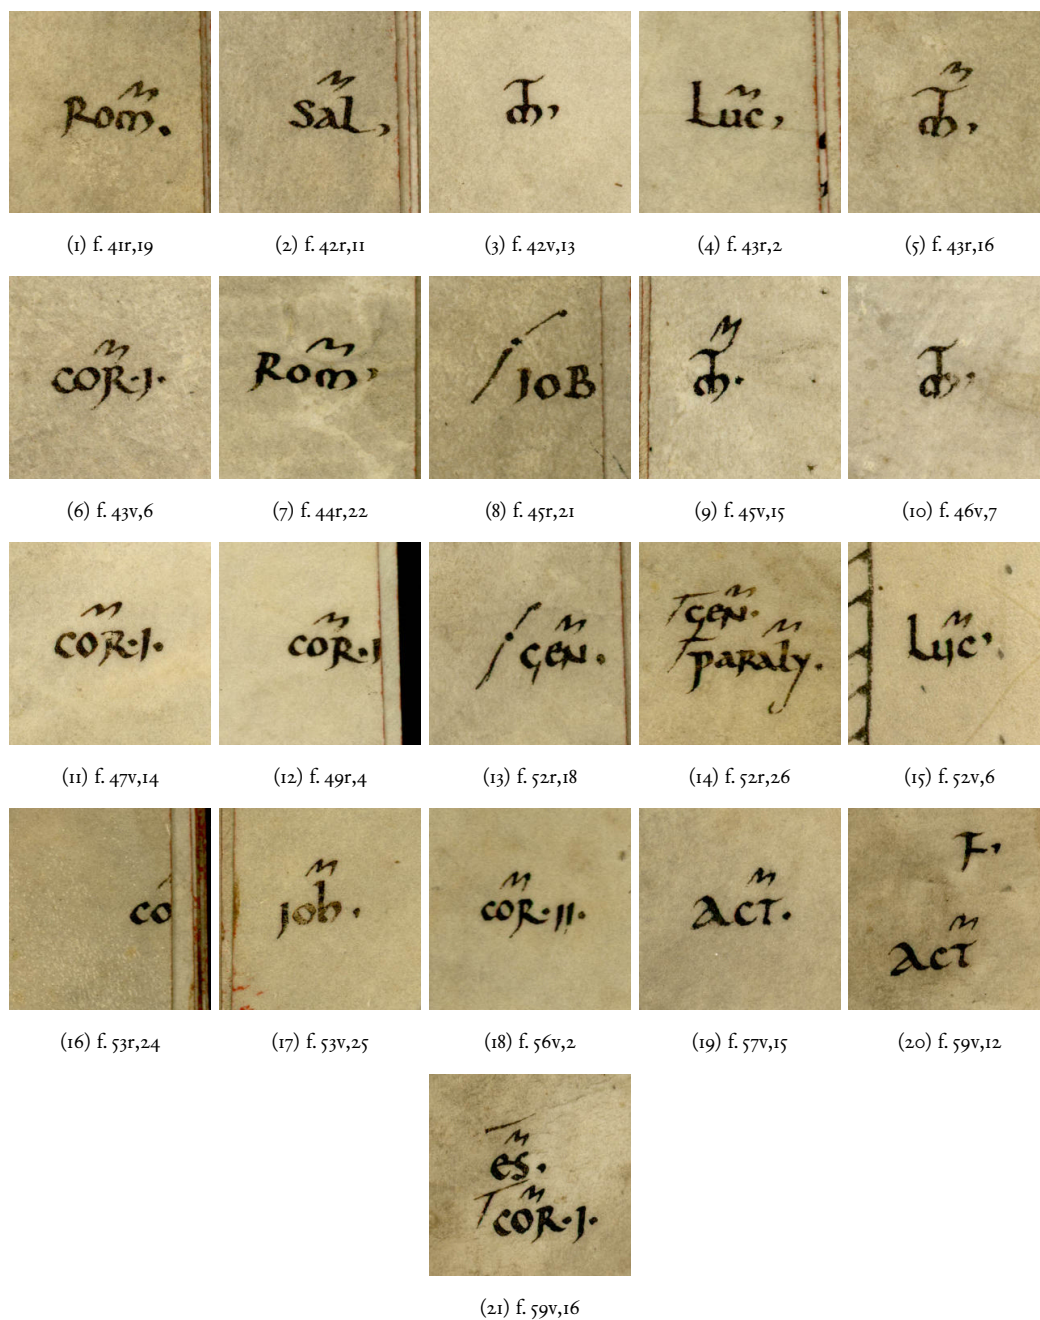 Rom̃.
Sal̃,
Luc̃,
(1) f. 41r,19
(2) f. 42r,11
(3) f. 42v,13
(4) f. 43r,2
(5) f. 43r,16
COR̃·I·
Rom̃,
IOB
(6) f. 43v,6
(7) f. 44r,22
(8) f. 45r,21
(9) f. 45v,15
(10) f. 46v,7
COR̃·I·
COR̃·I
GEN̄.
GEN̄·
paraly̆.
Lyc̃,
(11) f. 47v,14
(12) f. 49r,4
(13) f. 52r,18
(14) f. 52r,26
(15) f. 52v,6
CO
Joh̃·
COR̃·II·
ACT̃·
F,
ACT̃
(16) f. 53r,24
(17) f. 53v,25
(18) f. 56v,2
(19) f. 57v,15
(20) f. 59v,12
es̃·
COR̃·I·
(21) f. 59v,16